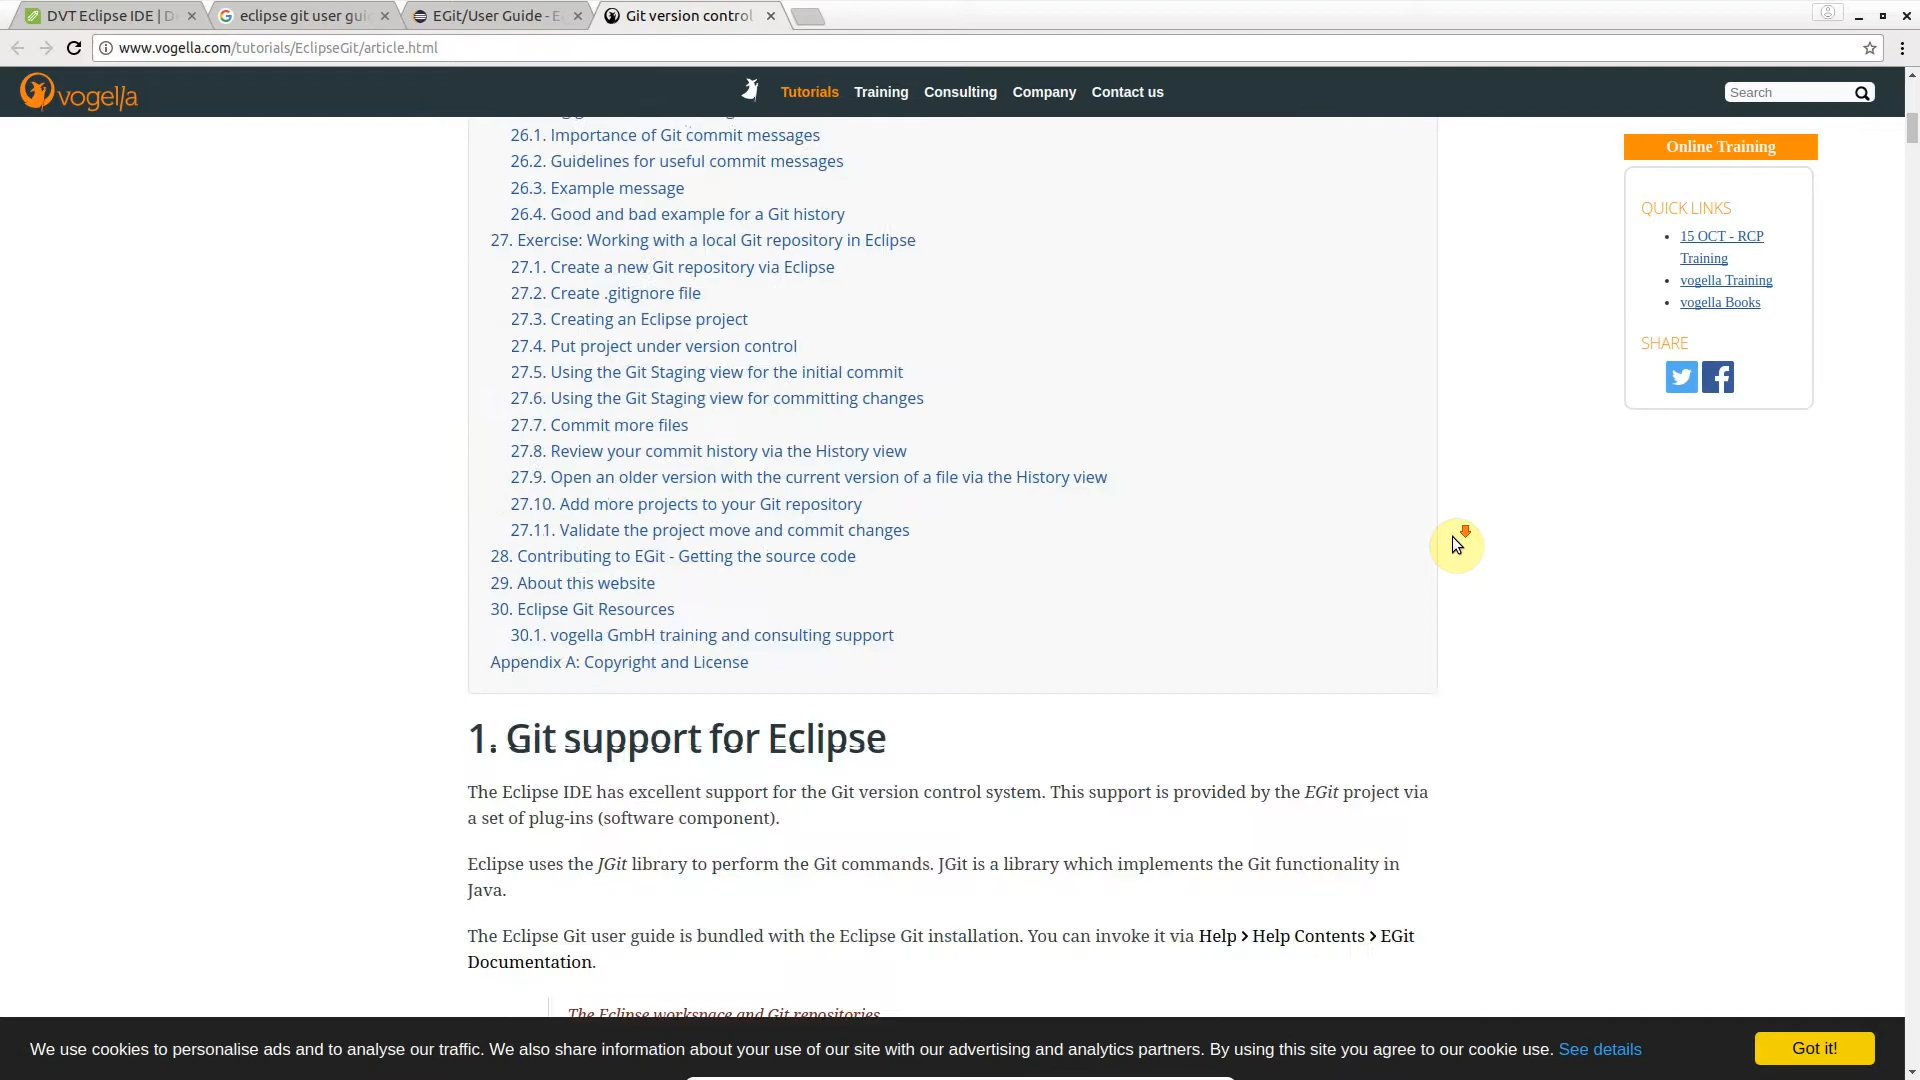 DVT Eclipse IDE | D
eclipse git user gui
EGit/User Guide - E
Git version control
www.vogella.com/tutorials/EclipseGit/article.html
vogella
Tutorials
Training
Consulting
Company
Contact us
Search
26.1. Importance of Git commit messages
26.2. Guidelines for useful commit messages
26.3. Example message
26.4. Good and bad example for a Git history
27. Exercise: Working with a local Git repository in Eclipse
27.1. Create a new Git repository via Eclipse
27.2. Create .gitignore file
27.3. Creating an Eclipse project
27.4. Put project under version control
27.5. Using the Git Staging view for the initial commit
27.6. Using the Git Staging view for committing changes
27.7. Commit more files
27.8. Review your commit history via the History view
27.9. Open an older version with the current version of a file via the History view
27.10. Add more projects to your Git repository
27.11. Validate the project move and commit changes
28. Contributing to EGit - Getting the source code
29. About this website
30. Eclipse Git Resources
30.1. vogella GmbH training and consulting support
Appendix A: Copyright and License
Online Training
QUICK LINKS
15 OCT - RCP
Training
vogella Training
vogella Books
SHARE
1. Git support for Eclipse
The Eclipse IDE has excellent support for the Git version control system. This support is provided by the EGit project via
a set of plug-ins (software component).
Eclipse uses the JGit library to perform the Git commands. JGit is a library which implements the Git functionality in
Java.
The Eclipse Git user guide is bundled with the Eclipse Git installation. You can invoke it via Help > Help Contents > EGit
Documentation.
The Eclipse workspace and Git repositories
We use cookies to personalise ads and to analyse our traffic. We also share information about your use of our site with our advertising and analytics partners. By using this site you agree to our cookie use. See details
Got it!